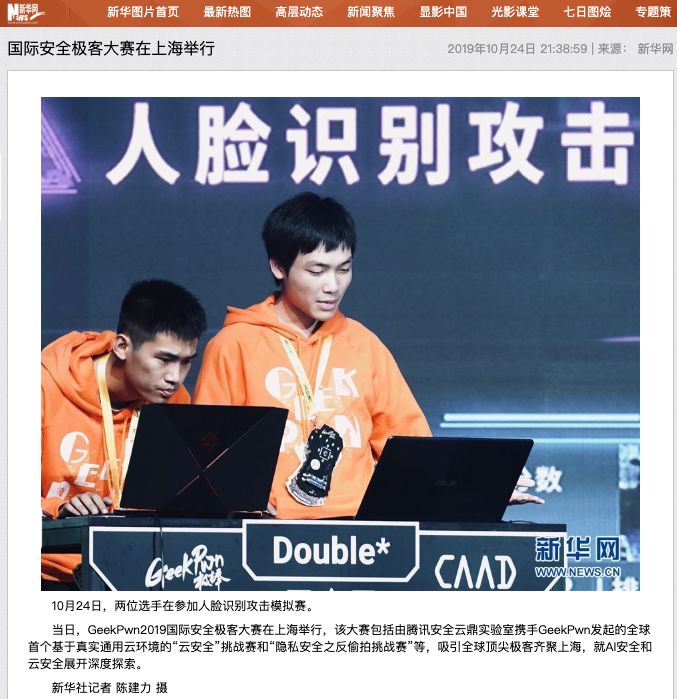 新华网
NEWS
新华图片首页 最新热图 高层动态 新闻聚焦 显影中国 光影课堂 七日图烩 专题策
国际安全极客大赛在上海举行
2019年10月24日 21:38:59 | 来源： 新华网
人脸识别攻击
GEEK
PWN
GEE
数
GeekPwn
Double*
CAAD
ASUS
新华网
WWW.NEWS.CN
10月24日，两位选手在参加人脸识别攻击模拟赛。
当日，GeekPwn2019国际安全极客大赛在上海举行，该大赛包括由腾讯安全云鼎实验室携手GeekPwn发起的全球
首个基于真实通用云环境的“云安全”挑战赛和“隐私安全之反偷拍挑战赛”等，吸引全球顶尖极客齐聚上海，就AI安全和
云安全展开深度探索。
新华社记者 陈建力 摄